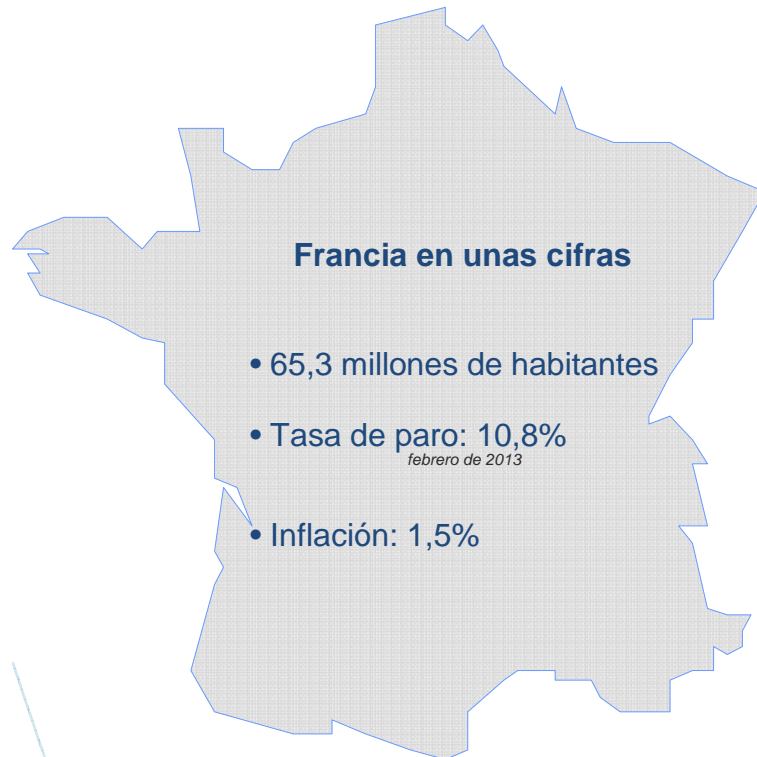 Francia en unas cifras
• 65,3 millones de habitantes
• Tasa de paro: 10,8%
febrero de 2013
• Inflación: 1,5%